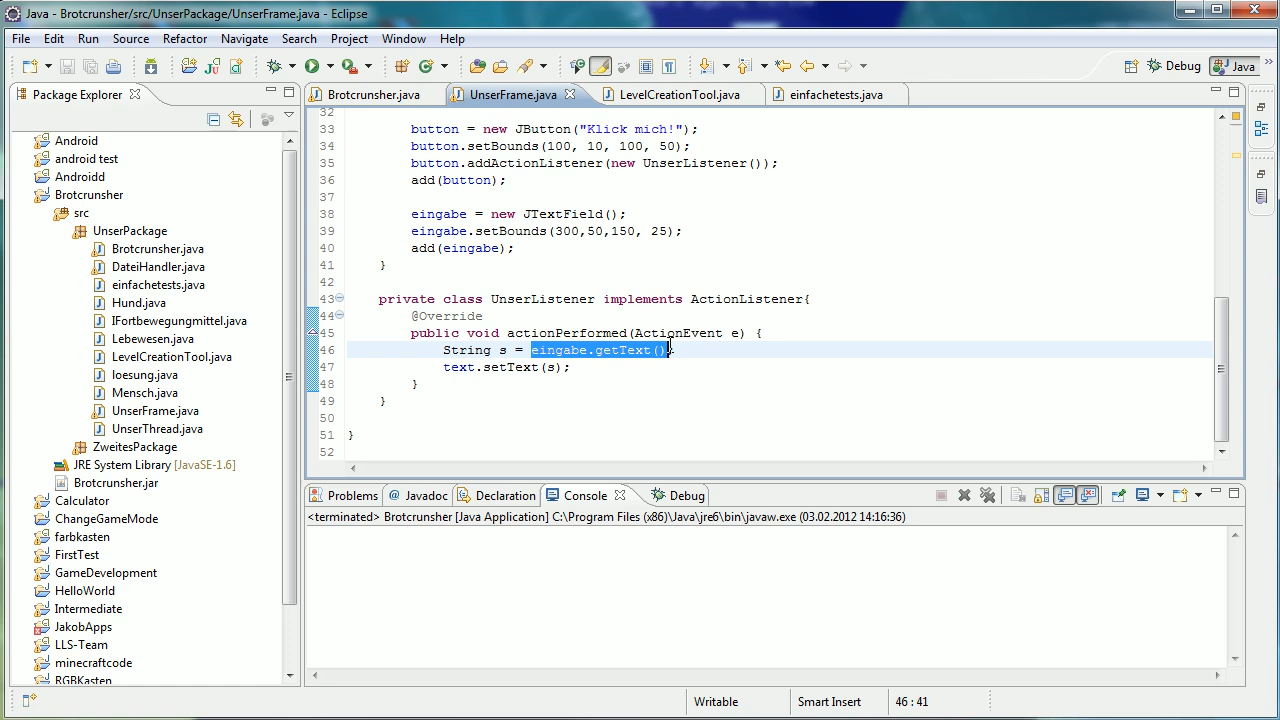 Java - Brotcrunsher/src/UnserPackage/UnserFrame.java - Eclipse
File Edit Run Source Refactor Navigate Search Project Window Help
Debug Java
Package Explorer
Brotcrunsher.java UnserFrame.java LevelCreationTool.java einfachetests.java
Android
android test
Androidd
Brotcrunsher
src
UnserPackage
Brotcrunsher.java
DateiHandler.java
einfachetests.java
Hund.java
IFortbewegungmittel.java
Lebewesen.java
LevelCreationTool.java
loesung.java
Mensch.java
UnserFrame.java
UnserThread.java
ZweitesPackage
JRE System Library [JavaSE-1.6]
Brotcrunsher.jar
Calculator
ChangeGameMode
farbkasten
FirstTest
GameDevelopment
HelloWorld
Intermediate
JakobApps
LLS-Team
minecraftcode
RGBKasten
32
33 button = new JButton("Klick mich!");
34 button.setBounds(100, 10, 100, 50);
35 button.addActionListener(new UnserListener());
36 add(button);
37
38 eingabe = new JTextField();
39 eingabe.setBounds(300,50,150, 25);
40 add(eingabe);
41 }
42
43 private class UnserListener implements ActionListener{
44 @Override
45 public void actionPerformed(ActionEvent e) {
46 String s = eingabe.getText();
47 text.setText(s);
48 }
49 }
50
51 }
52
Problems @ Javadoc Declaration Console Debug
<terminated> Brotcrunsher [Java Application] C:\Program Files (x86)\Java\jre6\bin\javaw.exe (03.02.2012 14:16:36)
Writable Smart Insert 46 : 41